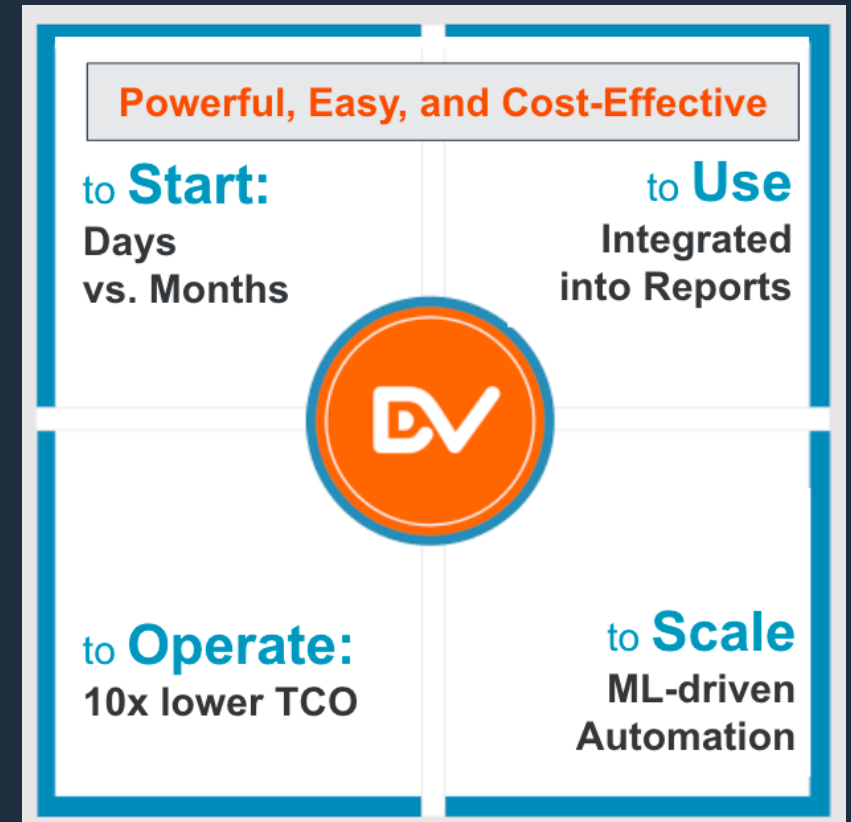 Powerful, Easy, and Cost-Effective
to Start:
Days
vs. Months
to Use
Integrated
into Reports
DV
to Operate:
10x lower TCO
to Scale
ML-driven
Automation